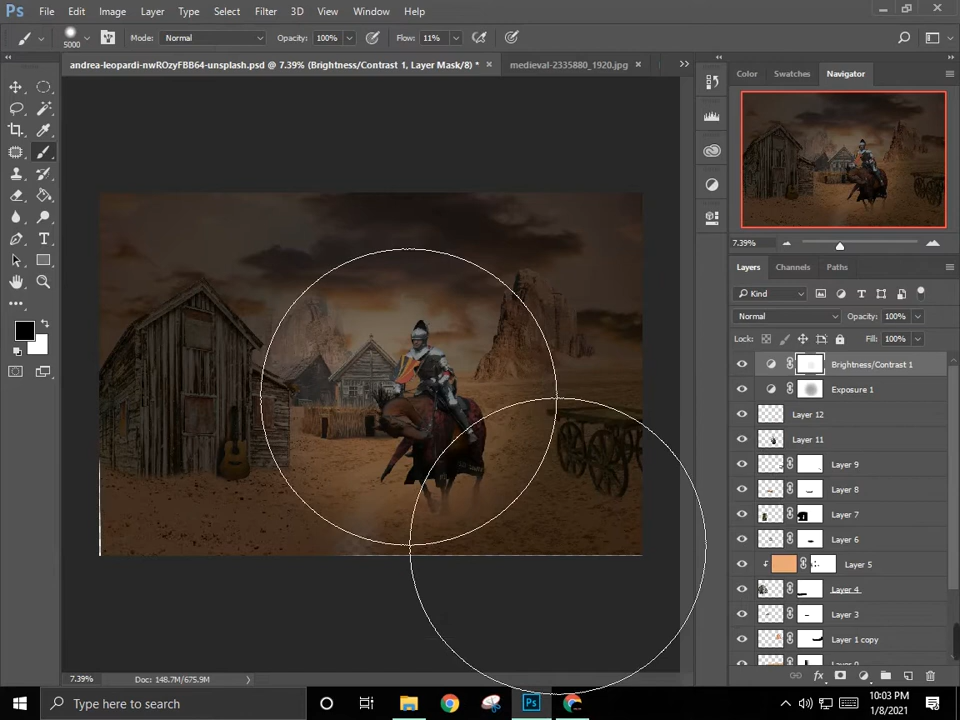 Ps File Edit Image Layer Type Select Filter 3D View Window Help
5000 Mode: Normal Opacity: 100% Flow: 11%
andrea-leopardi-nwROzyFBB64-unsplash.psd @ 7.39% (Brightness/Contrast 1, Layer Mask/8) * × medieval-2335880_1920.jpg ×
Color Swatches Navigator
7.39%
Layers Channels Paths
Kind
Normal Opacity: 100%
Lock: Fill: 100%
Brightness/Contrast 1
Exposure 1
Layer 12
Layer 11
Layer 9
Layer 8
Layer 7
Layer 6
Layer 5
Layer 4
Layer 3
Layer 1 copy
7.39% Doc: 148.7M/675.9M
Type here to search
Ps
10:03 PM
1/8/2021